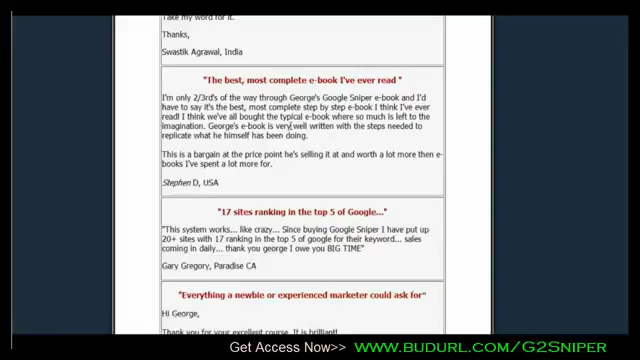 Take my word for it.
Thanks,
Swastik Agrawal, India
"The best, most complete e-book I've ever read "
I'm only 2/3rd's of the way through George's Google Sniper e-book and I'd
have to say it's the best, most complete step by step e-book I think I've ever
read! I think we've all bought the typical e-book where so much is left to the
imagination. George's e-book is very well written with the steps needed to
replicate what he himself has been doing.
This is a bargain at the price point he's selling it at and worth a lot more then e-
books I've spent a lot more for.
Stephen D, USA
"17 sites ranking in the top 5 of Google..."
"This system works... like crazy... Since buying Google Sniper I have put up
20+ sites with 17 ranking in the top 5 of google for their keyword... sales
coming in daily... thank you george I owe you BIG TIME"
Gary Gregory, Paradise CA
"Everything a newbie or experienced marketer could ask for"
Hi George,
Thank you for your excellent course. It is brilliant!
Get Access Now>> www.budurl.com/G2Sniper